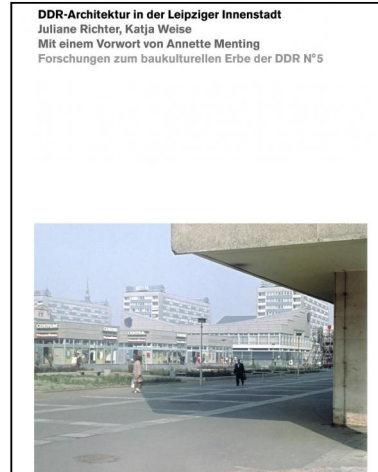 DDR-Architektur in der Leipziger Innenstadt
Juliane Richter, Katja Weise
Mit einem Vorwort von Annette Menting
Forschungen zum baukulturellen Erbe der DDR N°5
CENTRUM